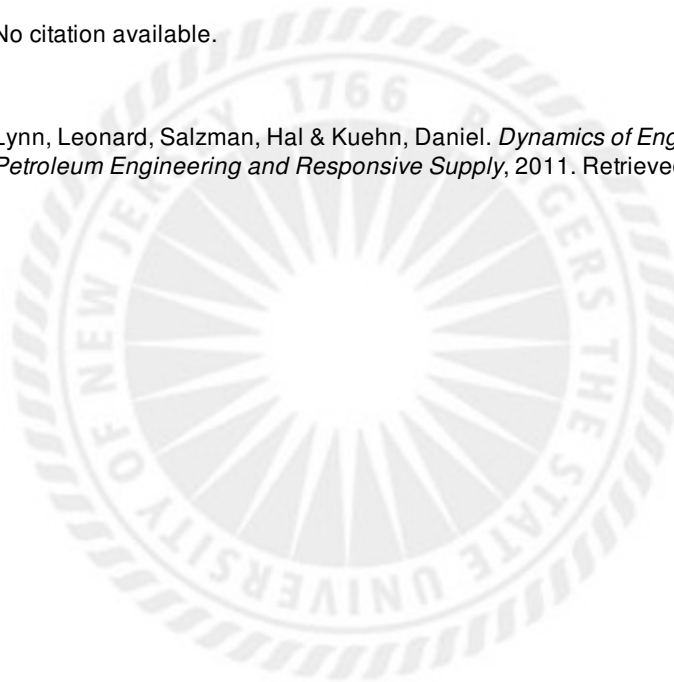 No citation available.
Lynn, Leonard, Salzman, Hal & Kuehn, Daniel. Dynamics of Eng
Petroleum Engineering and Responsive Supply, 2011. Retrieved
1766
RUTGERS THE STATE UNIVERSITY OF NEW JERSEY